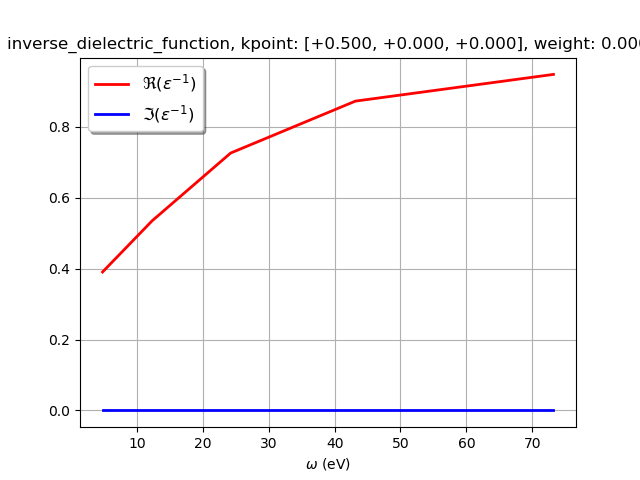 inverse_dielectric_function, kpoint: [+0.500, +0.000, +0.000], weight: 0.00
ℜ(ε⁻¹)
ℑ(ε⁻¹)
0.8
0.6
0.4
0.2
0.0
10 20 30 40 50 60 70
ω (eV)